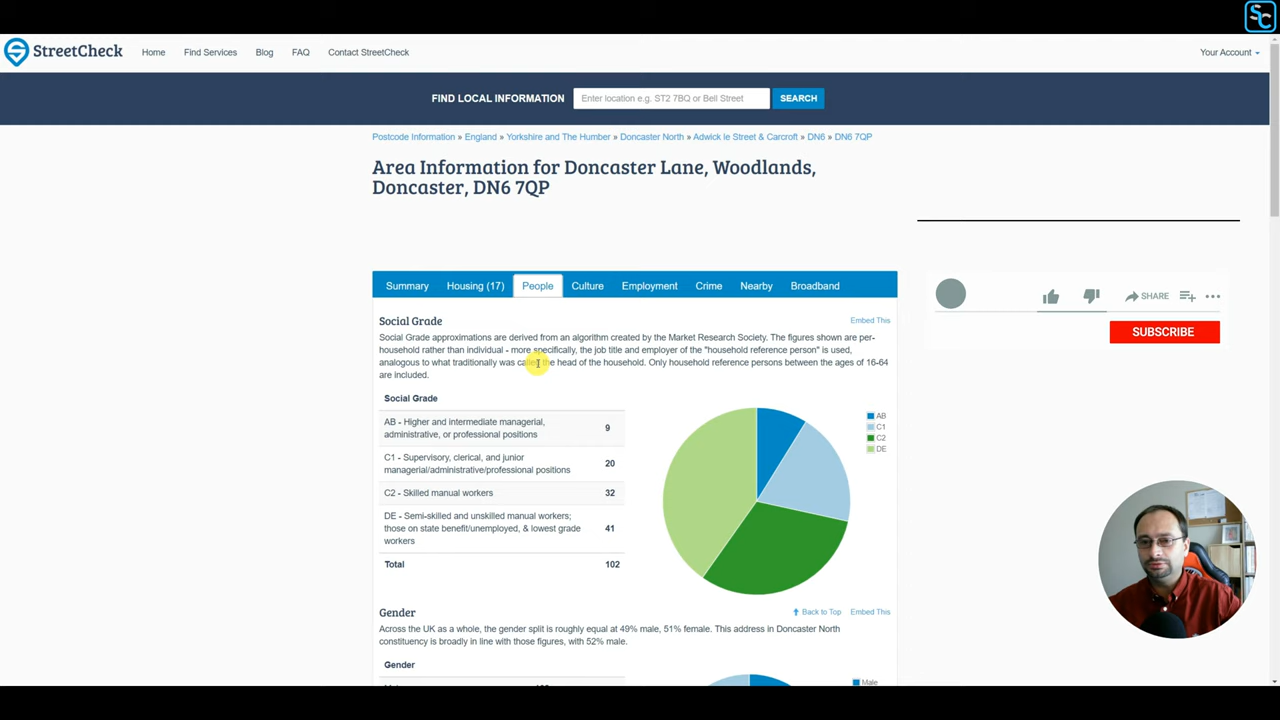 SC
StreetCheck
Home
Find Services
Blog
FAQ
Contact StreetCheck
Your Account
FIND LOCAL INFORMATION
Enter location e.g. ST2 7BQ or Bell Street
SEARCH
Postcode Information » England » Yorkshire and The Humber » Doncaster North » Adwick le Street & Carcroft » DN6 » DN6 7QP
Area Information for Doncaster Lane, Woodlands,
Doncaster, DN6 7QP
Summary
Housing (17)
People
Culture
Employment
Crime
Nearby
Broadband
SHARE
SUBSCRIBE
Social Grade
Embed This
Social Grade approximations are derived from an algorithm created by the Market Research Society. The figures shown are per-
household rather than individual - more specifically, the job title and employer of the "household reference person" is used,
analogous to what traditionally was called the head of the household. Only household reference persons between the ages of 16-64
are included.
Social Grade
AB - Higher and intermediate managerial,
administrative, or professional positions
9
C1 - Supervisory, clerical, and junior
managerial/administrative/professional positions
20
C2 - Skilled manual workers
32
DE - Semi-skilled and unskilled manual workers;
those on state benefit/unemployed, & lowest grade
workers
41
Total
102
AB
C1
C2
DE
Gender
Back to Top
Embed This
Across the UK as a whole, the gender split is roughly equal at 49% male, 51% female. This address in Doncaster North
constituency is broadly in line with those figures, with 52% male.
Gender
Male